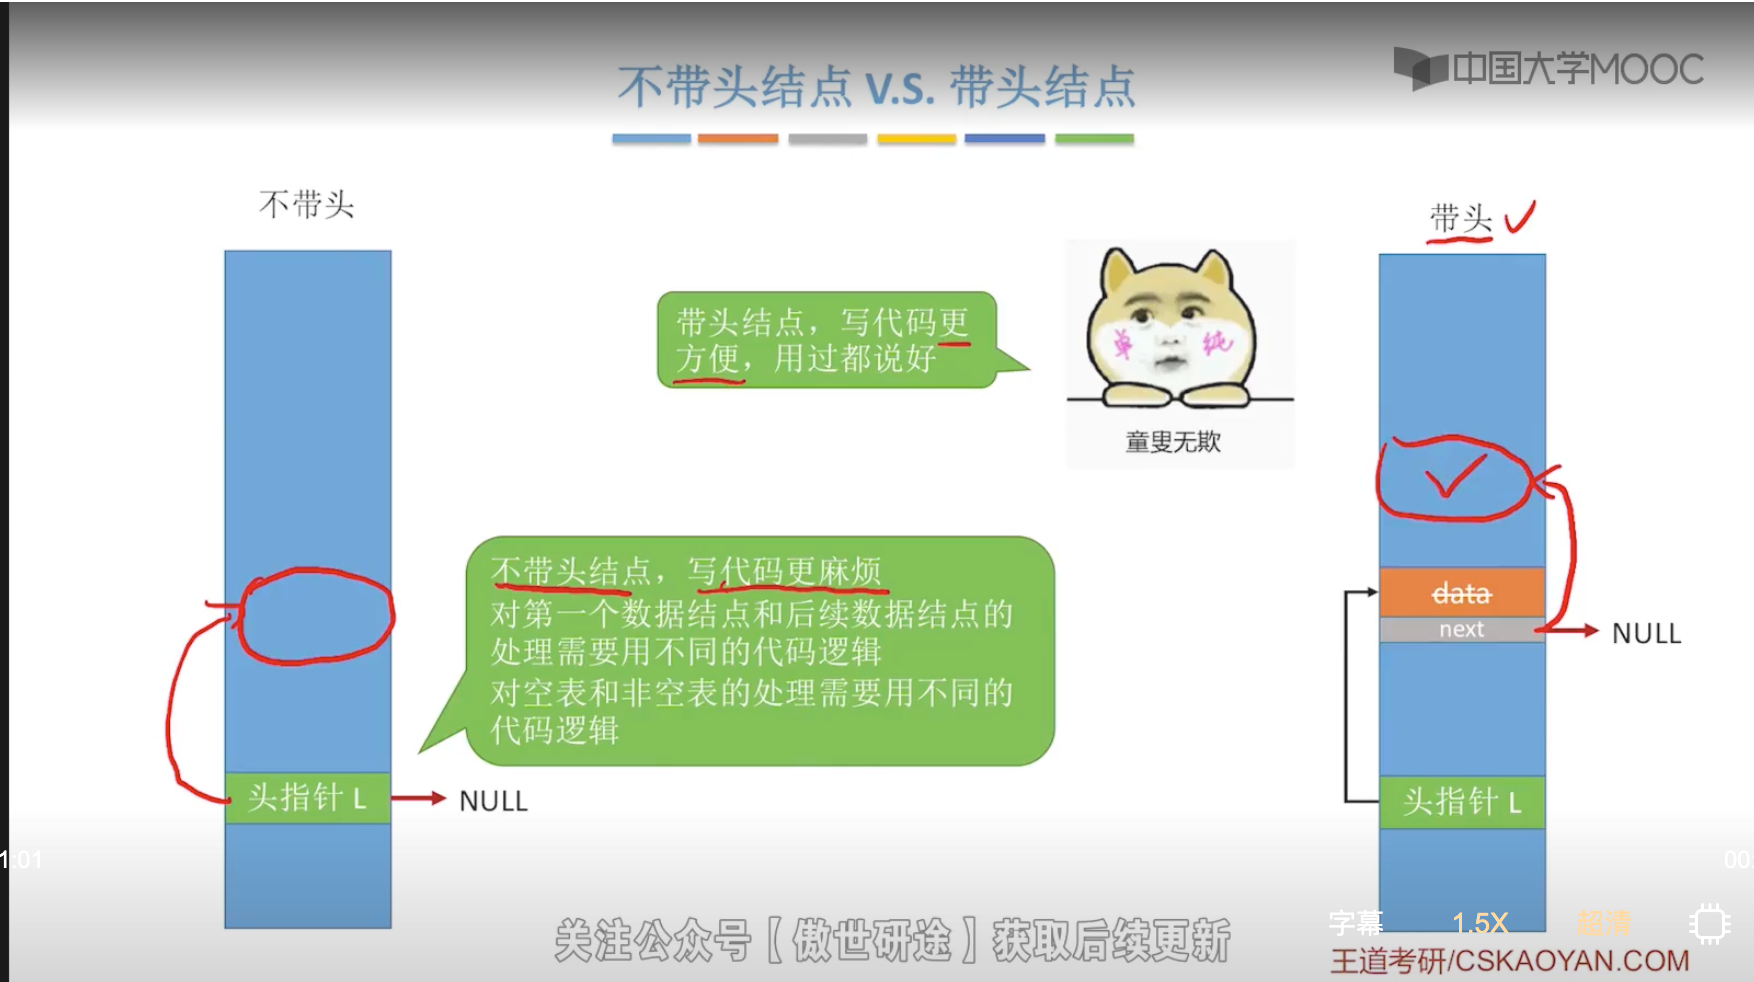 中国大学MOOC
不带头结点 V.S. 带头结点
不带头
带头
带头结点，写代码更
方便，用过都说好
单 纯
童叟无欺
不带头结点，写代码更麻烦
对第一个数据结点和后续数据结点的
处理需要用不同的代码逻辑
对空表和非空表的处理需要用不同的
代码逻辑
data
next
NULL
头指针 L
NULL
头指针 L
1:01
00:
字幕
1.5X
超清
关注公众号【傲世研途】获取后续更新
王道考研/CSKAOYAN.COM